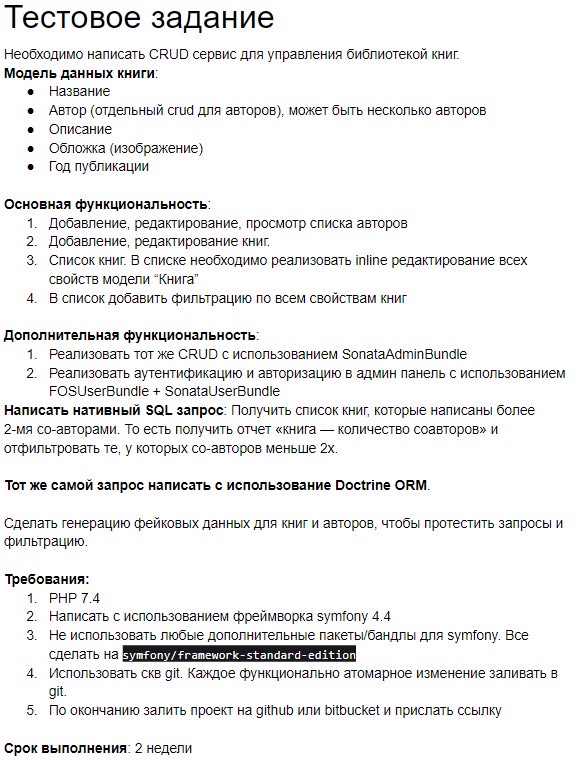 Тестовое задание
Необходимо написать CRUD сервис для управления библиотекой книг.
Модель данных книги:
● Название
● Автор (отдельный crud для авторов), может быть несколько авторов
● Описание
● Обложка (изображение)
● Год публикации
Основная функциональность:
1. Добавление, редактирование, просмотр списка авторов
2. Добавление, редактирование книг.
3. Список книг. В списке необходимо реализовать inline редактирование всех
свойств модели “Книга”
4. В список добавить фильтрацию по всем свойствам книг
Дополнительная функциональность:
1. Реализовать тот же CRUD с использованием SonataAdminBundle
2. Реализовать аутентификацию и авторизацию в админ панель с использованием
FOSUserBundle + SonataUserBundle
Написать нативный SQL запрос: Получить список книг, которые написаны более
2-мя со-авторами. То есть получить отчет «книга — количество соавторов» и
отфильтровать те, у которых со-авторов меньше 2х.
Тот же самой запрос написать с использование Doctrine ORM.
Сделать генерацию фейковых данных для книг и авторов, чтобы протестить запросы и
фильтрацию.
Требования:
1. PHP 7.4
2. Написать с использованием фреймворка symfony 4.4
3. Не использовать любые дополнительные пакеты/бандлы для symfony. Все
сделать на symfony/framework-standard-edition
4. Использовать скв git. Каждое функционально атомарное изменение заливать в
git.
5. По окончанию залить проект на github или bitbucket и прислать ссылку
Срок выполнения: 2 недели